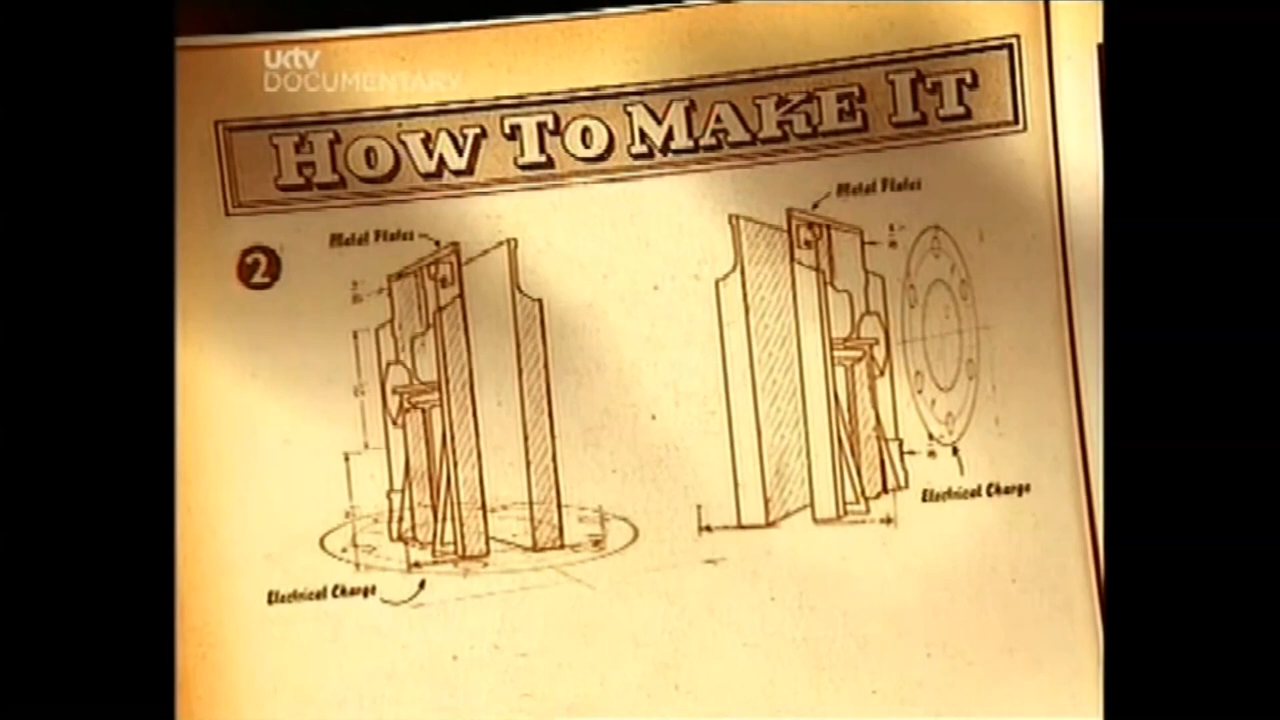 UKTV
DOCUMENTARY
HOW TO MAKE IT
Metal Plates
2
Metal Plates
Electrical Charge
Electrical Charge